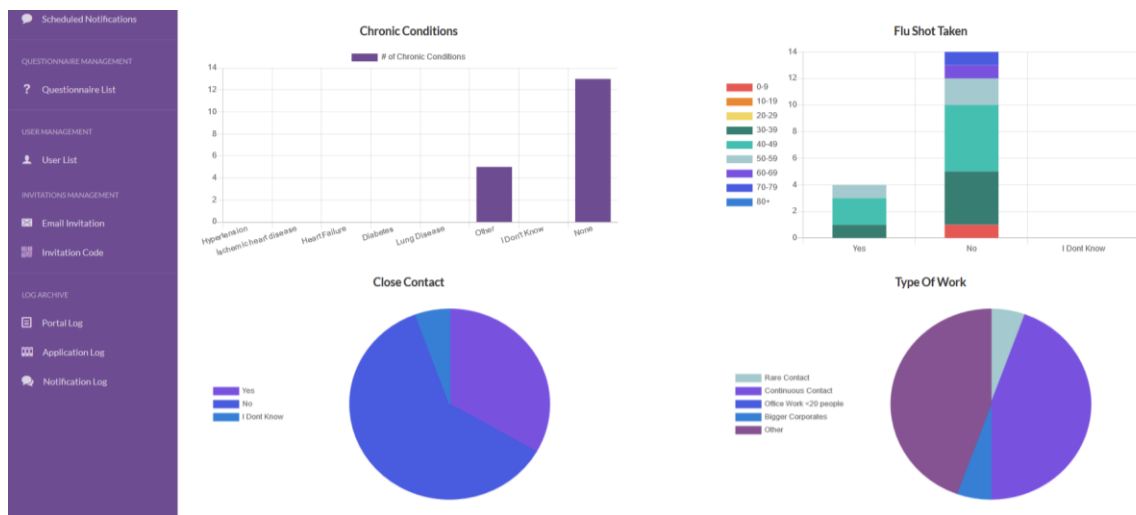 Scheduled Notifications
QUESTIONNAIRE MANAGEMENT
? Questionnaire List
USER MANAGEMENT
User List
INVITATIONS MANAGEMENT
Email Invitation
Invitation Code
LOG ARCHIVE
Portal Log
Application Log
Notification Log
Chronic Conditions
# of Chronic Conditions
14
12
10
8
6
4
2
0
Hypertension
Ischemic heart disease
Heart Failure
Diabetes
Lung Disease
Other
I Don't Know
None
Flu Shot Taken
0-9
10-19
20-29
30-39
40-49
50-59
60-69
70-79
80+
14
12
10
8
6
4
2
0
Yes
No
I Dont Know
Close Contact
Yes
No
I Dont Know
Type Of Work
Rare Contact
Continuous Contact
Office Work <20 people
Bigger Corporates
Other